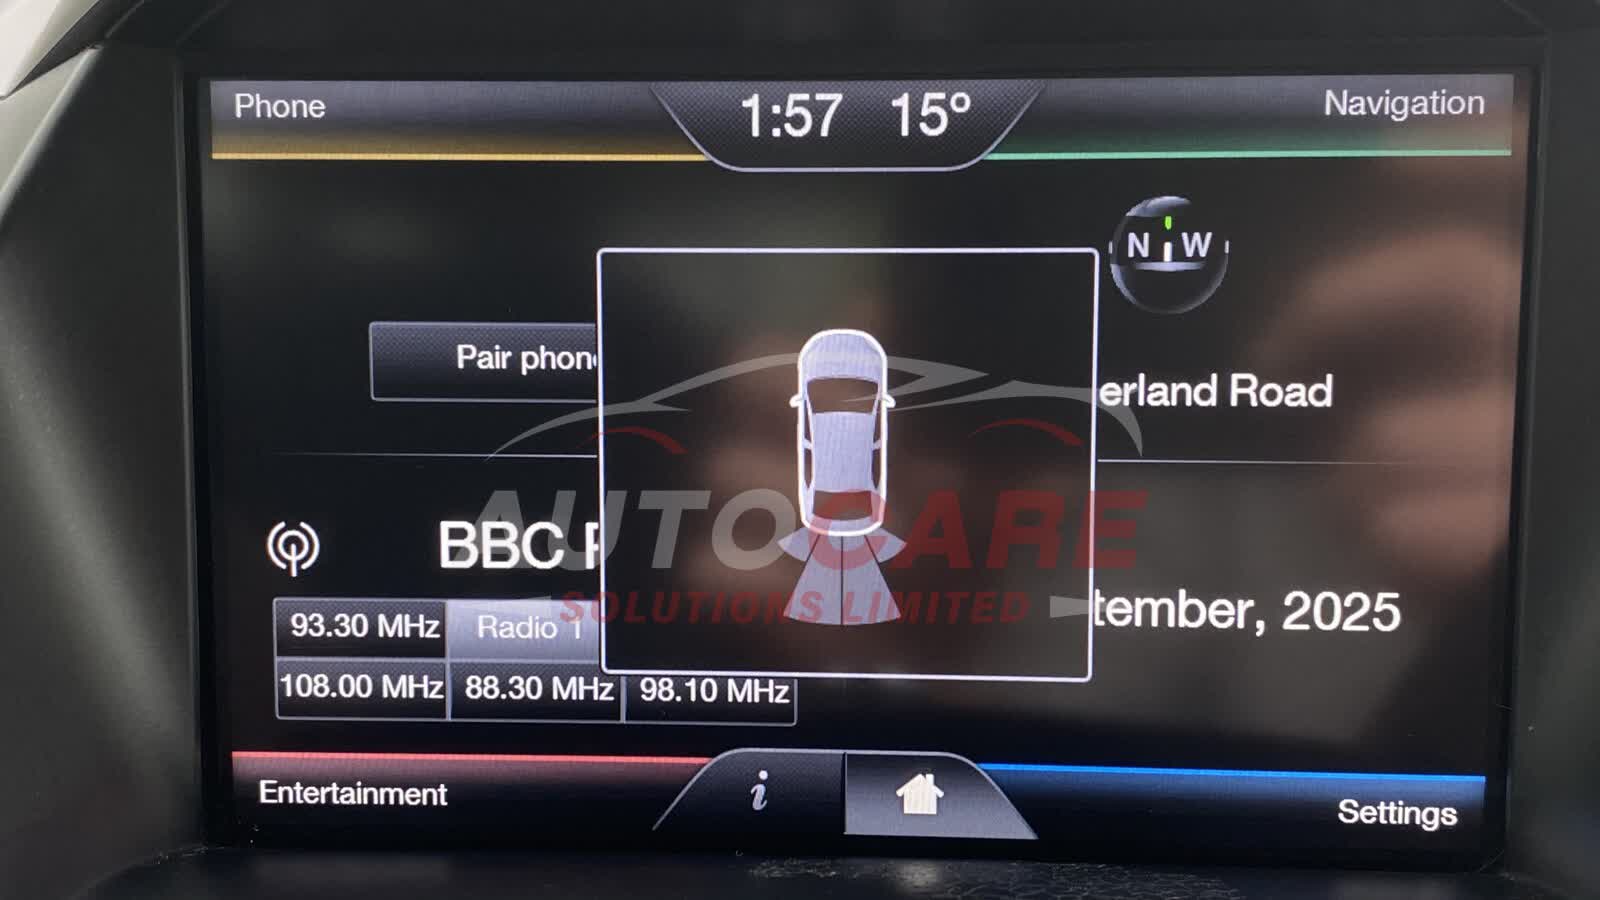 Phone
1:57 15º
Navigation
N W
Pair phon
erland Road
BBC
tember, 2025
93.30 MHz Radio 1
108.00 MHz 88.30 MHz 98.10 MHz
Entertainment
i
Settings
AUTOCARE
SOLUTIONS LIMITED